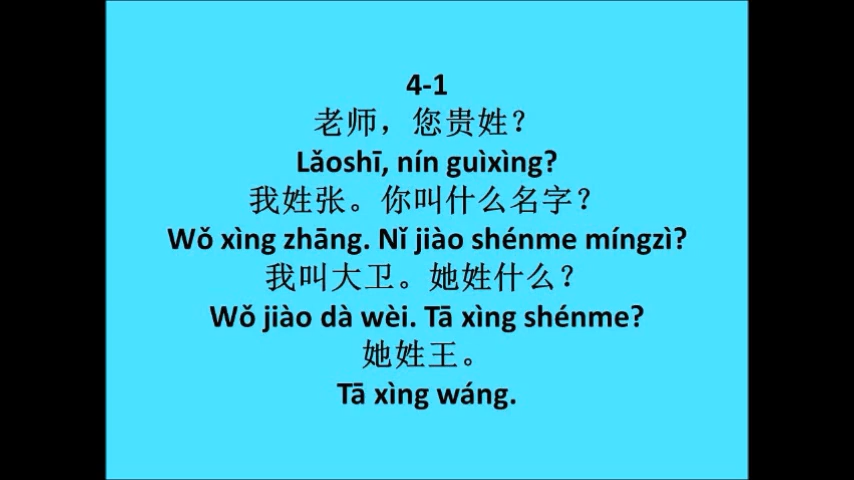 4-1
老师，您贵姓？
Lǎoshī, nín guìxìng?
我姓张。你叫什么名字？
Wǒ xìng zhāng. Nǐ jiào shénme míngzì?
我叫大卫。她姓什么？
Wǒ jiào dà wèi. Tā xìng shénme?
她姓王。
Tā xìng wáng.